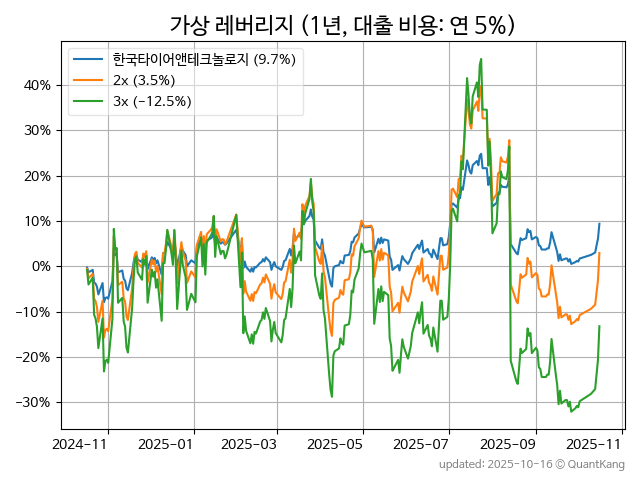 가상 레버리지 (1년, 대출 비용: 연 5%)
한국타이어앤테크놀로지 (9.7%)
2x (3.5%)
3x (-12.5%)
40%
30%
20%
10%
0%
-10%
-20%
-30%
2024-11 2025-01 2025-03 2025-05 2025-07 2025-09 2025-11
updated: 2025-10-16 © QuantKang